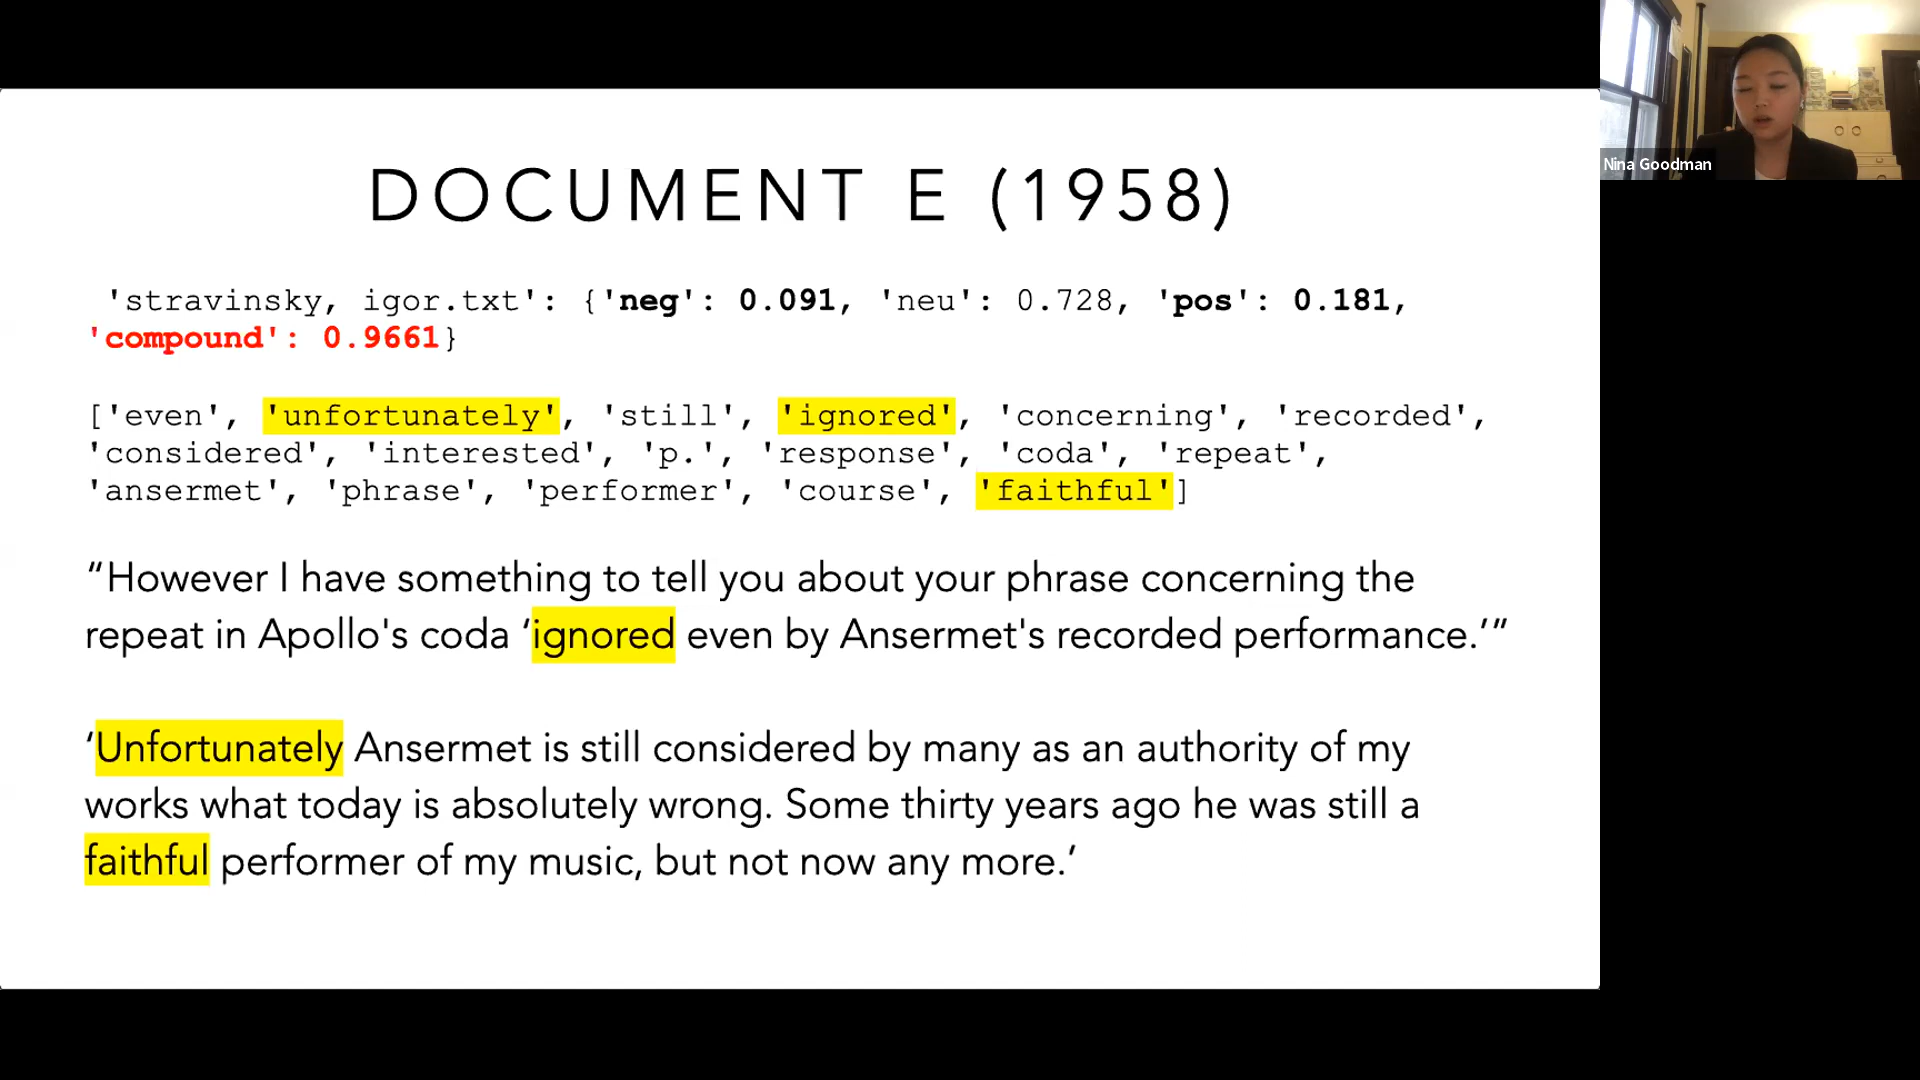 DOCUMENT E (1958)
'stravinsky, igor.txt': {'neg': 0.091, 'neu': 0.728, 'pos': 0.181,
'compound': 0.9661}
['even', 'unfortunately', 'still', 'ignored', 'concerning', 'recorded',
'considered', 'interested', 'p.', 'response', 'coda', 'repeat',
'ansermet', 'phrase', 'performer', 'course', 'faithful']
“However I have something to tell you about your phrase concerning the
repeat in Apollo's coda ‘ignored even by Ansermet's recorded performance.’”
‘Unfortunately Ansermet is still considered by many as an authority of my
works what today is absolutely wrong. Some thirty years ago he was still a
faithful performer of my music, but not now any more.’
Nina Goodman